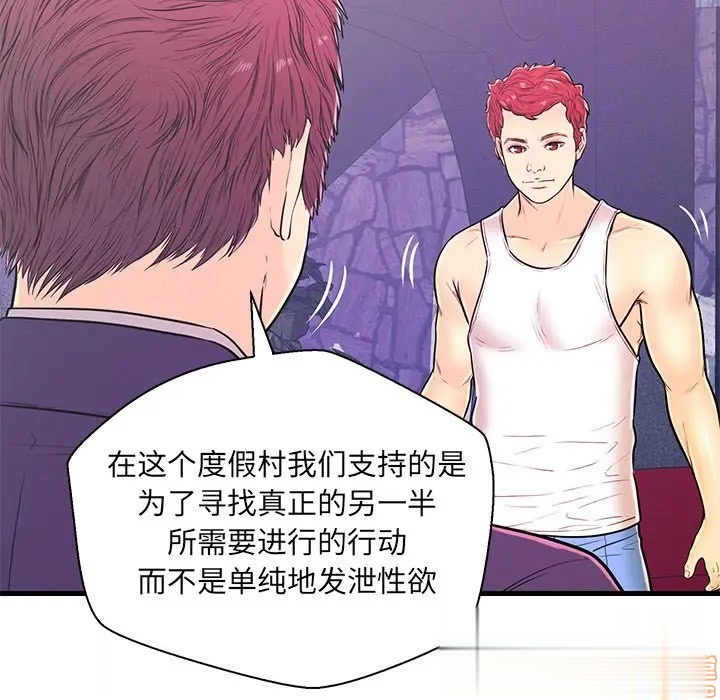 在这个度假村我们支持的是
为了寻找真正的另一半
所需要进行的行动
而不是单纯地发泄性欲